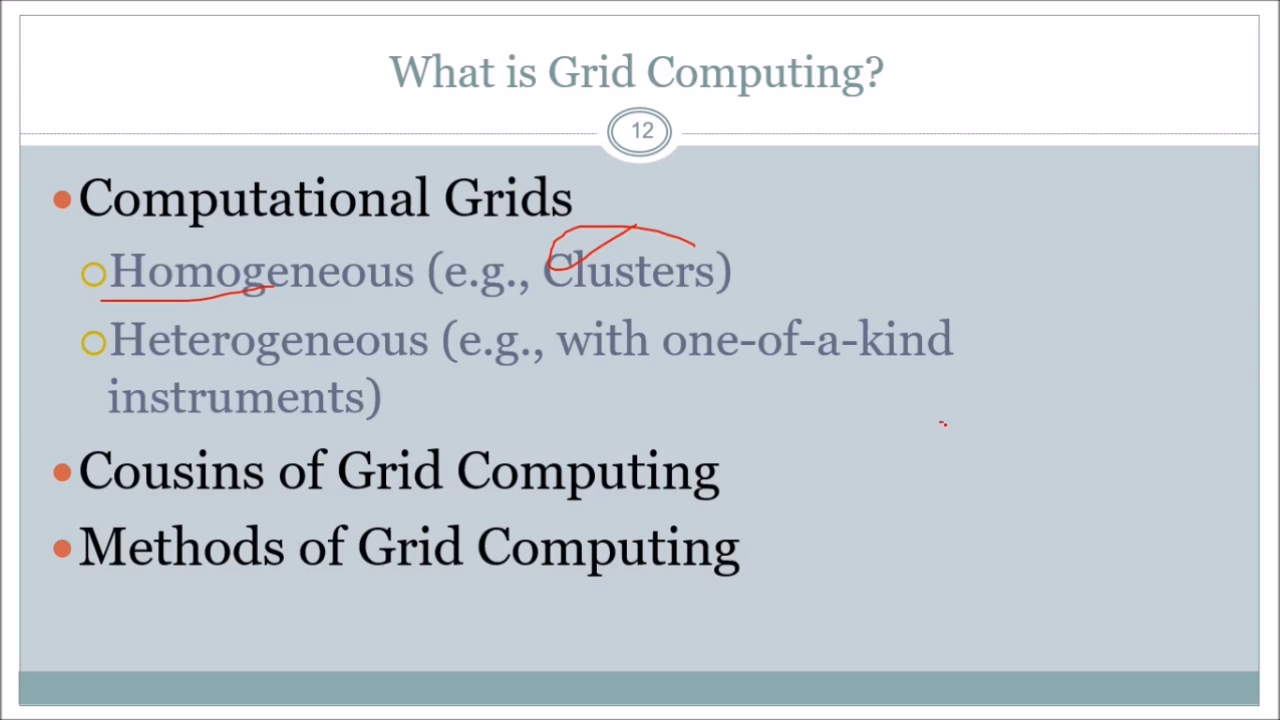 What is Grid Computing?
12
Computational Grids
Homogeneous (e.g., Clusters)
Heterogeneous (e.g., with one-of-a-kind
instruments)
Cousins of Grid Computing
Methods of Grid Computing